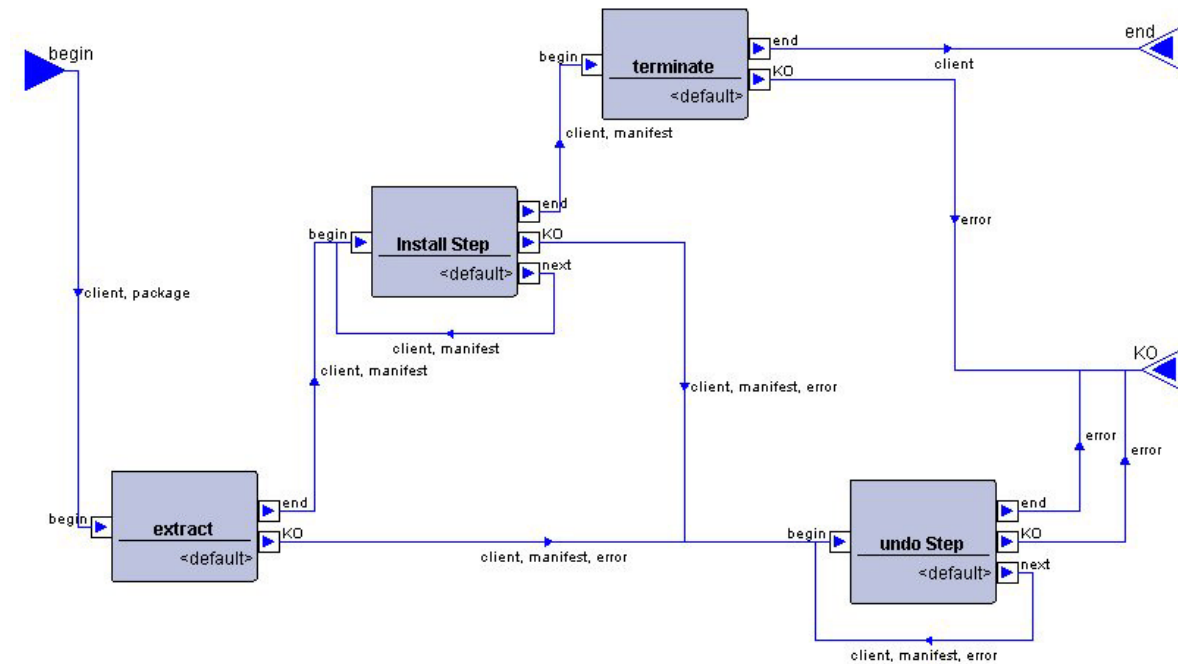 begin
end
begin
end
terminate
KO
<default>
client
client, manifest
begin
end
Install Step
KO
<default>
next
error
client, package
client, manifest
client, manifest
client, manifest, error
KO
error
error
begin
end
extract
KO
<default>
client, manifest, error
begin
end
undo Step
KO
<default>
next
client, manifest, error